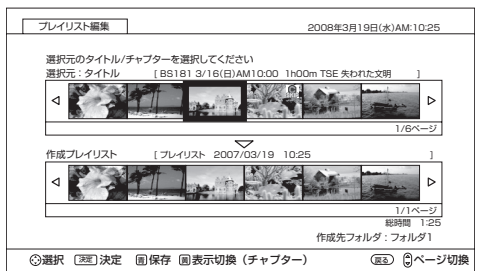 プレイリスト編集
2008年3月19日(水)AM:10:25
選択元のタイトル/チャプターを選択してください
選択元:タイトル [ BS181 3/16(日)AM10:00 1h00m TSE 失われた文明 ]
1/6ページ
作成プレイリスト [ プレイリスト 2007/03/19 10:25 ]
1/1ページ
総時間 1:25
作成先フォルダ:フォルダ1
選択 決定 決定 青 保存 黄 表示切換(チャプター) 戻る ページ切換